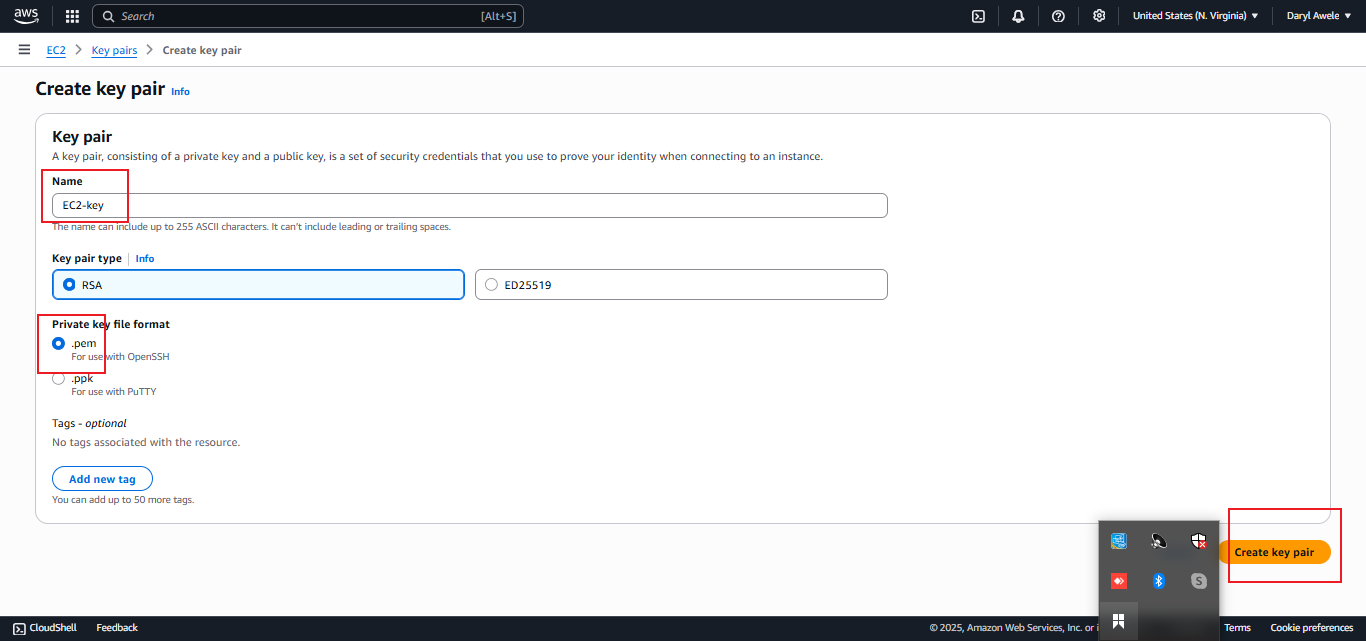 aws
Search [Alt+S] United States (N. Virginia) Daryl Awele
EC2 Key pairs Create key pair
Create key pair Info
Key pair
A key pair, consisting of a private key and a public key, is a set of security credentials that you use to prove your identity when connecting to an instance.
Name
EC2-key
The name can include up to 255 ASCII characters. It can't include leading or trailing spaces.
Key pair type Info
RSA ED25519
Private key file format
.pem
For use with OpenSSH
.ppk
For use with PuTTY
Tags - optional
No tags associated with the resource.
Add new tag
You can add up to 50 more tags.
Create key pair
CloudShell Feedback © 2025, Amazon Web Services, Inc. or Terms Cookie preferences